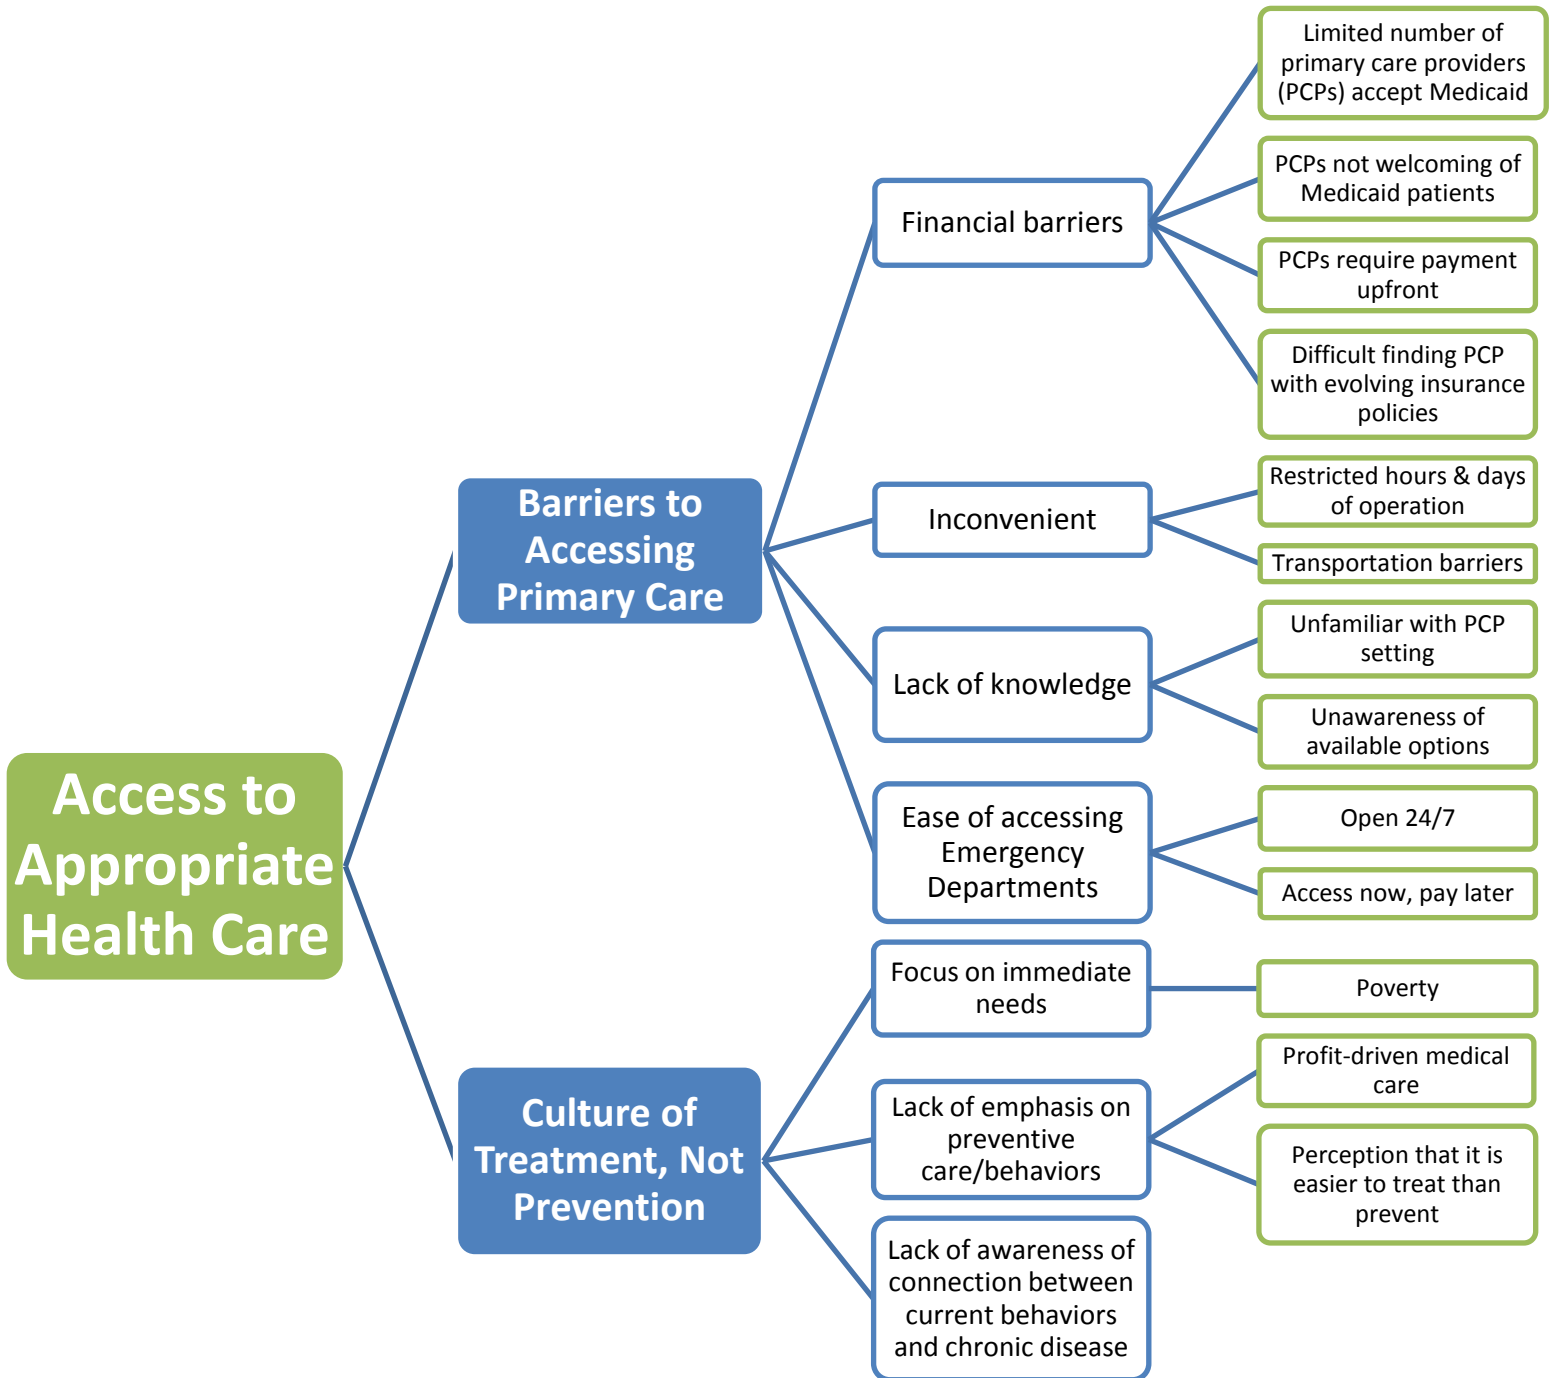 Access to
Appropriate
Health Care
Barriers to
Accessing
Primary Care
Financial barriers
Limited number of
primary care providers
(PCPs) accept Medicaid
PCPs not welcoming of
Medicaid patients
PCPs require payment
upfront
Difficult finding PCP
with evolving insurance
policies
Inconvenient
Restricted hours & days
of operation
Transportation barriers
Lack of knowledge
Unfamiliar with PCP
setting
Unawareness of
available options
Ease of accessing
Emergency
Departments
Open 24/7
Access now, pay later
Culture of
Treatment, Not
Prevention
Focus on immediate
needs
Poverty
Lack of emphasis on
preventive
care/behaviors
Profit-driven medical
care
Perception that it is
easier to treat than
prevent
Lack of awareness of
connection between
current behaviors
and chronic disease